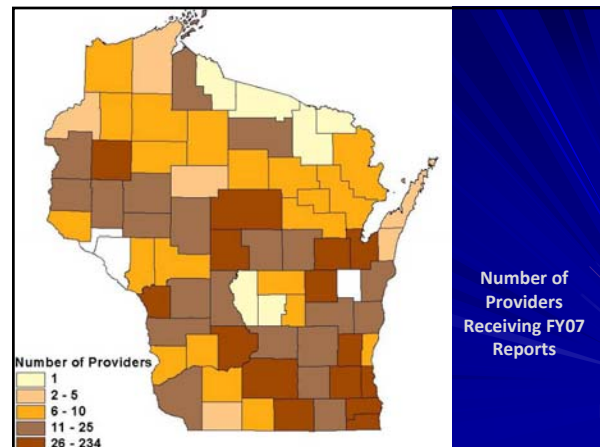 Number of Providers
1
2 - 5
6 - 10
11 - 25
26 - 234
Number of
Providers
Receiving FY07
Reports